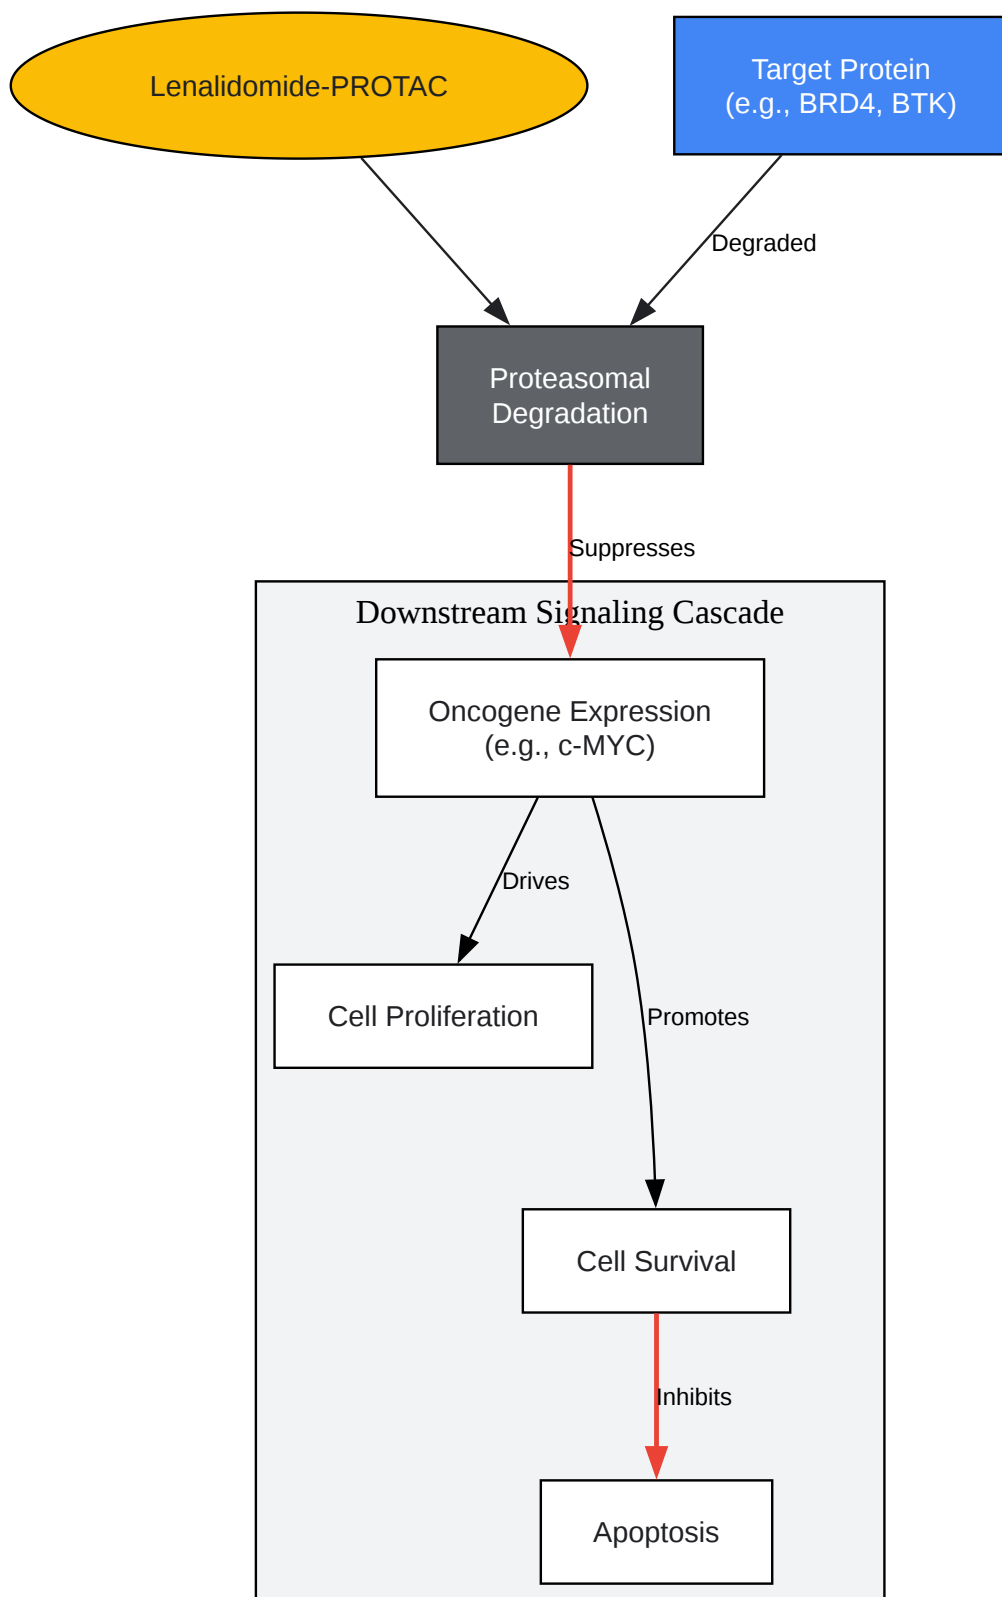 Lenalidomide-PROTAC
Target Protein
(e.g., BRD4, BTK)
Degraded
Proteasomal
Degradation
Suppresses
Downstream Signaling Cascade
Oncogene Expression
(e.g., c-MYC)
Drives
Cell Proliferation
Promotes
Cell Survival
Inhibits
Apoptosis